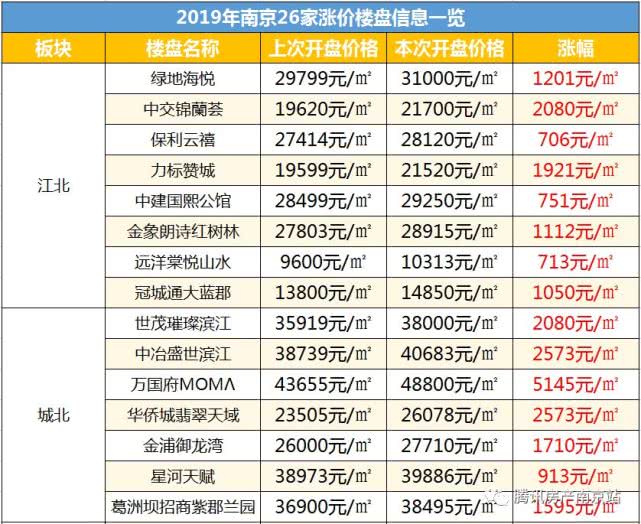 2019年南京26家涨价楼盘信息一览
板块 楼盘名称 上次开盘价格 本次开盘价格 涨幅
江北
绿地海悦 29799元/㎡ 31000元/㎡ 1201元/㎡
中交锦蘭荟 19620元/㎡ 21700元/㎡ 2080元/㎡
保利云禧 27414元/㎡ 28120元/㎡ 706元/㎡
力标赞城 19599元/㎡ 21520元/㎡ 1921元/㎡
中建国熙公馆 28499元/㎡ 29250元/㎡ 751元/㎡
金象朗诗红树林 27803元/㎡ 28915元/㎡ 1112元/㎡
远洋棠悦山水 9600元/㎡ 10313元/㎡ 713元/㎡
冠城通大蓝郡 13800元/㎡ 14850元/㎡ 1050元/㎡
城北
世茂璀璨滨江 35919元/㎡ 38000元/㎡ 2080元/㎡
中冶盛世滨江 38739元/㎡ 40683元/㎡ 2573元/㎡
万国府MOMΛ 43655元/㎡ 48800元/㎡ 5145元/㎡
华侨城翡翠天域 23505元/㎡ 26078元/㎡ 2573元/㎡
金浦御龙湾 26000元/㎡ 27710元/㎡ 1710元/㎡
星河天赋 38973元/㎡ 39886元/㎡ 913元/㎡
葛洲坝招商紫郡兰园 36900元/㎡ 38495元/㎡ 1595元/㎡
腾讯房产南京站